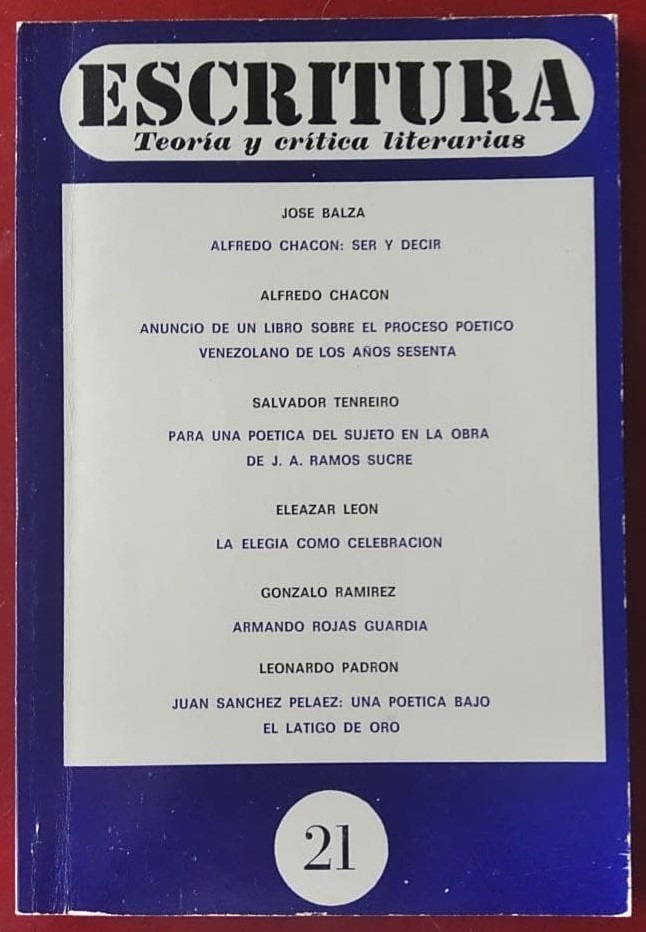 ESCRITURA
Teoría y crítica literarias
JOSE BALZA
ALFREDO CHACON: SER Y DECIR
ALFREDO CHACON
ANUNCIO DE UN LIBRO SOBRE EL PROCESO POETICO
VENEZOLANO DE LOS AÑOS SESENTA
SALVADOR TENREIRO
PARA UNA POETICA DEL SUJETO EN LA OBRA
DE J. A. RAMOS SUCRE
ELEAZAR LEON
LA ELEGIA COMO CELEBRACION
GONZALO RAMIREZ
ARMANDO ROJAS GUARDIA
LEONARDO PADRON
JUAN SANCHEZ PELAEZ: UNA POETICA BAJO
EL LATIGO DE ORO
21